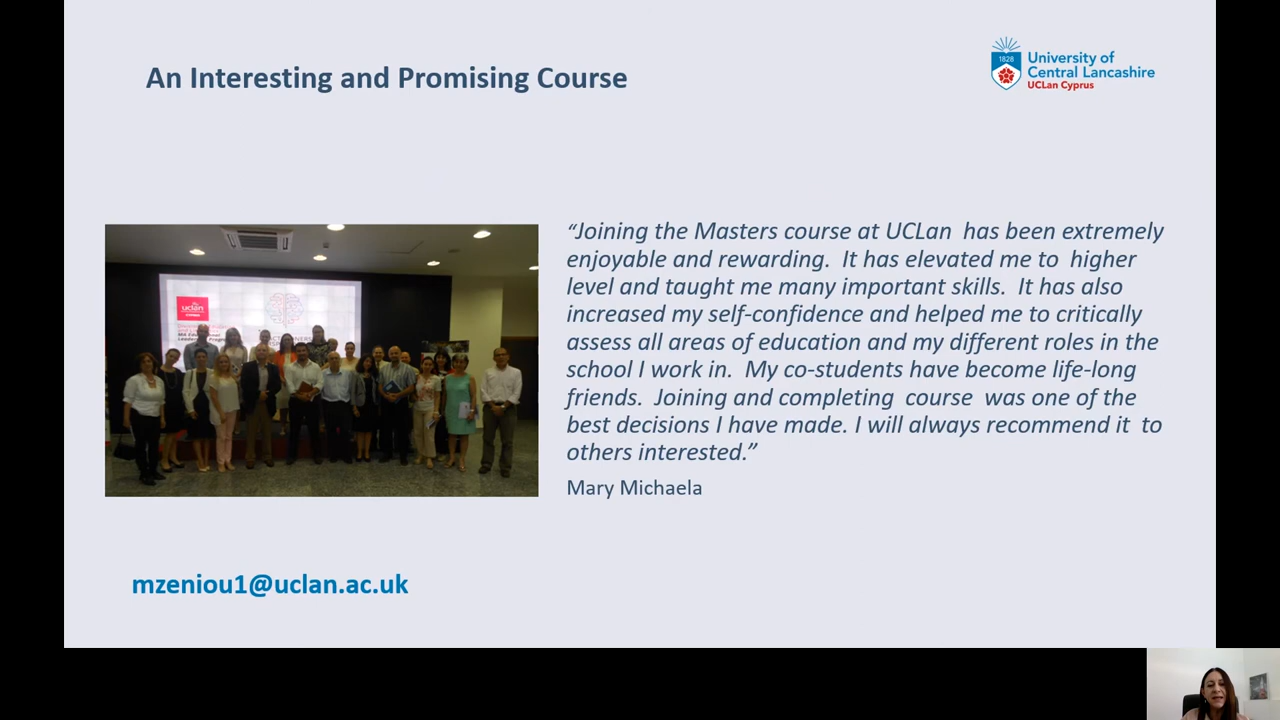 An Interesting and Promising Course
1828
University of
Central Lancashire
UCLan Cyprus
“Joining the Masters course at UCLan has been extremely
enjoyable and rewarding. It has elevated me to higher
level and taught me many important skills. It has also
increased my self-confidence and helped me to critically
assess all areas of education and my different roles in the
school I work in. My co-students have become life-long
friends. Joining and completing course was one of the
best decisions I have made. I will always recommend it to
others interested.”
Mary Michaela
uclan
mzeniou1@uclan.ac.uk